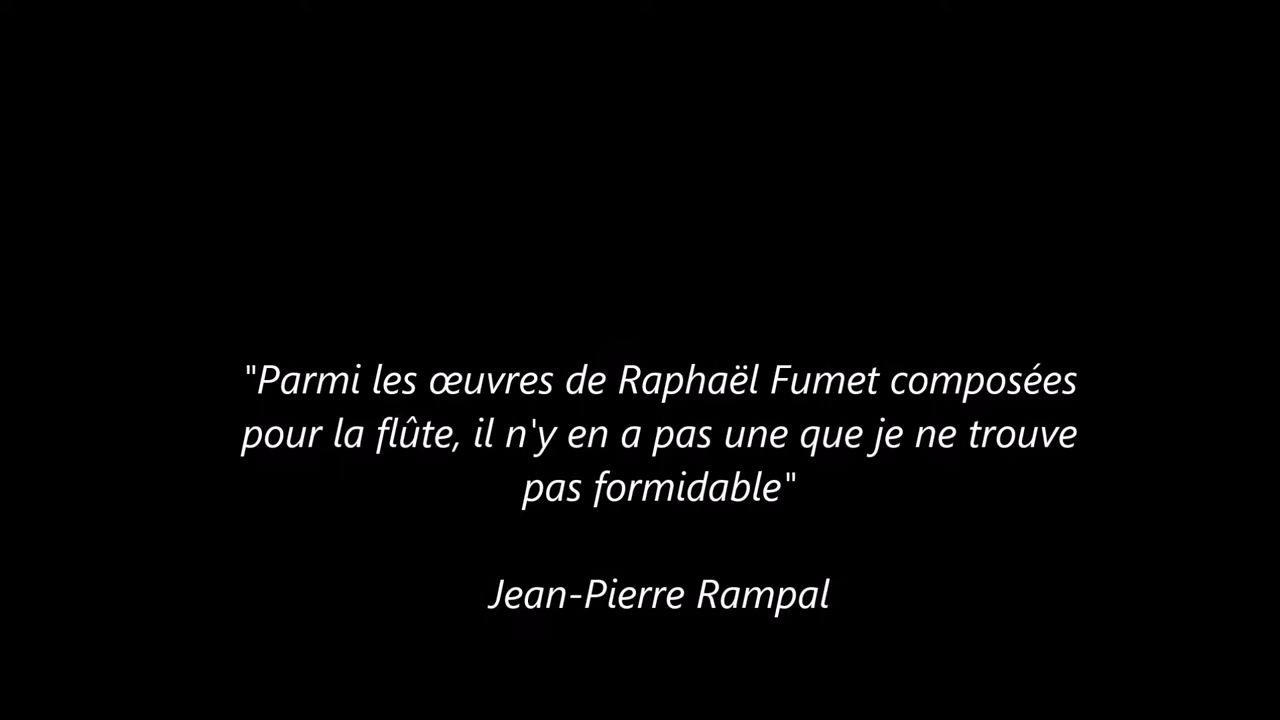 "Parmi les œuvres de Raphaël Fumet composées
pour la flûte, il n'y en a pas une que je ne trouve
pas formidable"
Jean-Pierre Rampal